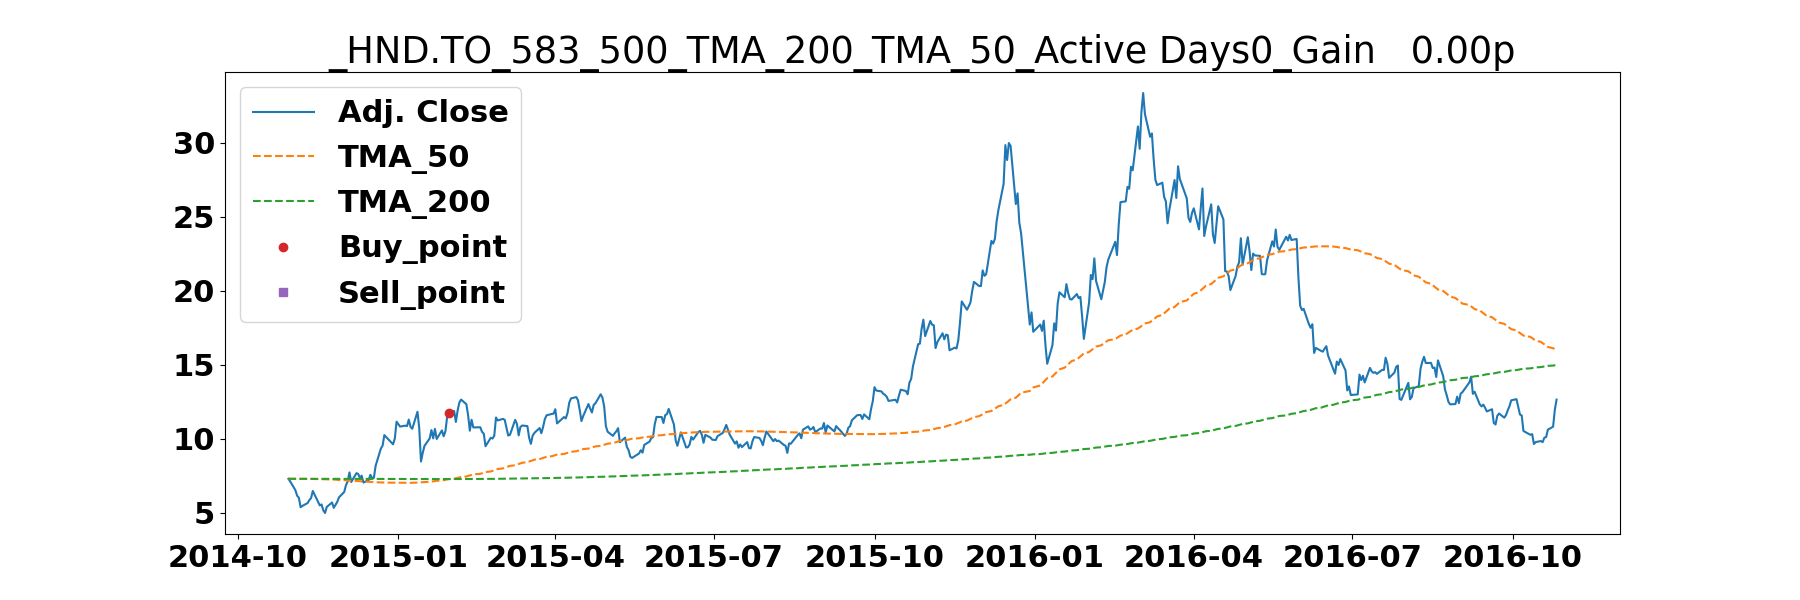 _HND.TO_583_500_TMA_200_TMA_50_Active Days0_Gain   0.00p
Adj. Close
TMA_50
TMA_200
Buy_point
Sell_point
30
25
20
15
10
5
2014-10 2015-01 2015-04 2015-07 2015-10 2016-01 2016-04 2016-07 2016-10